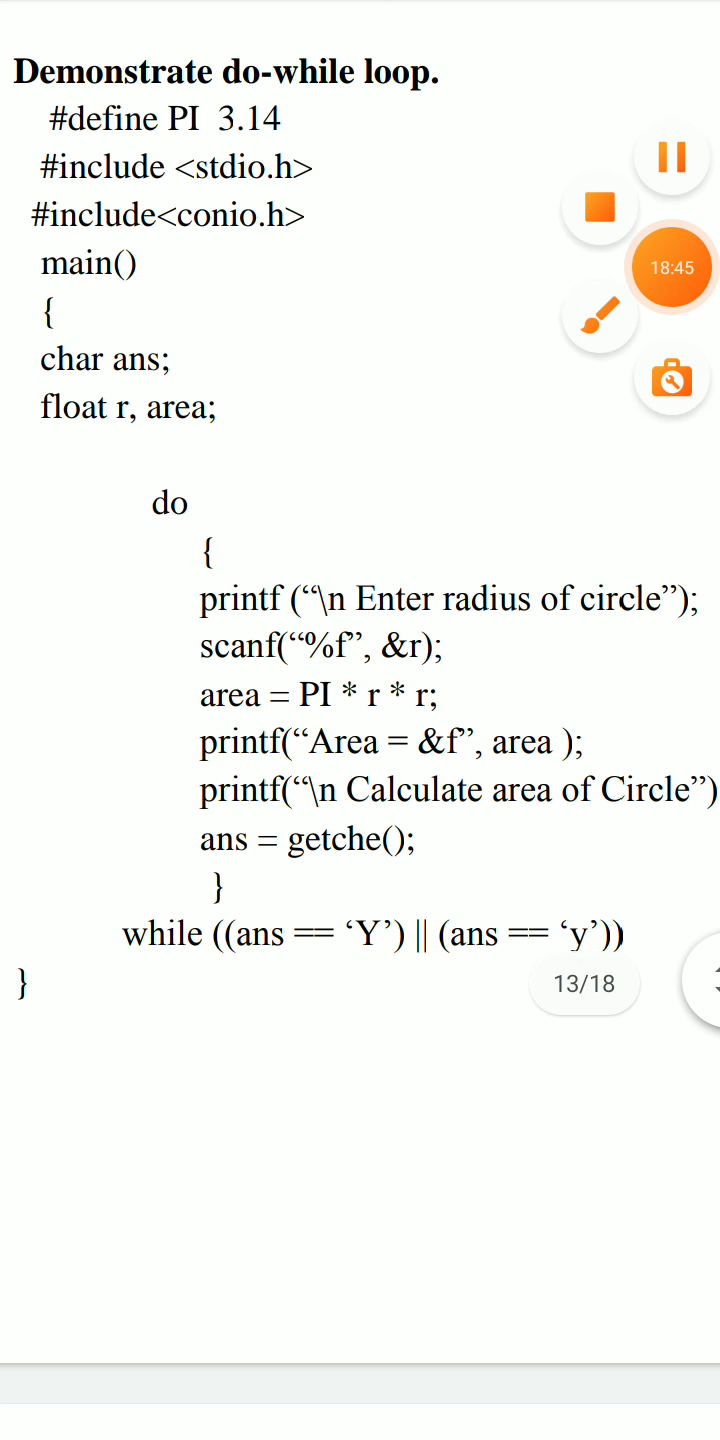 Demonstrate do-while loop.
#define PI  3.14
#include <stdio.h>
#include<conio.h>
main()
{
char ans;
float r, area;
do
{
printf (“\n Enter radius of circle”);
scanf(“%f”, &r);
area = PI * r * r;
printf(“Area = &f”, area );
printf(“\n Calculate area of Circle”)
ans = getche();
}
while ((ans == ‘Y’) || (ans == ‘y’))
}
18:45
13/18